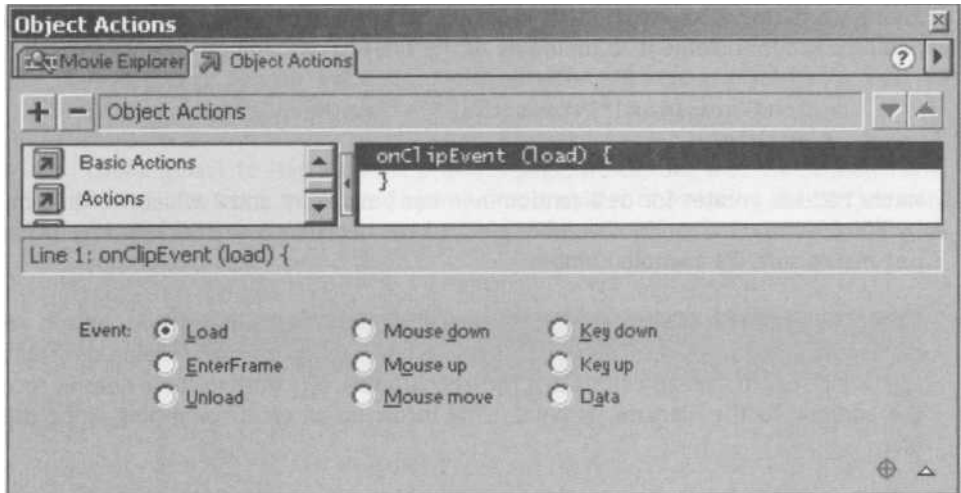 Object Actions
Movie Explorer Object Actions ?
+ − Object Actions
Basic Actions
Actions
onClipEvent (load) {
}
Line 1: onClipEvent (load) {
Event: Load Mouse down Key down
EnterFrame Mouse up Key up
Unload Mouse move Data